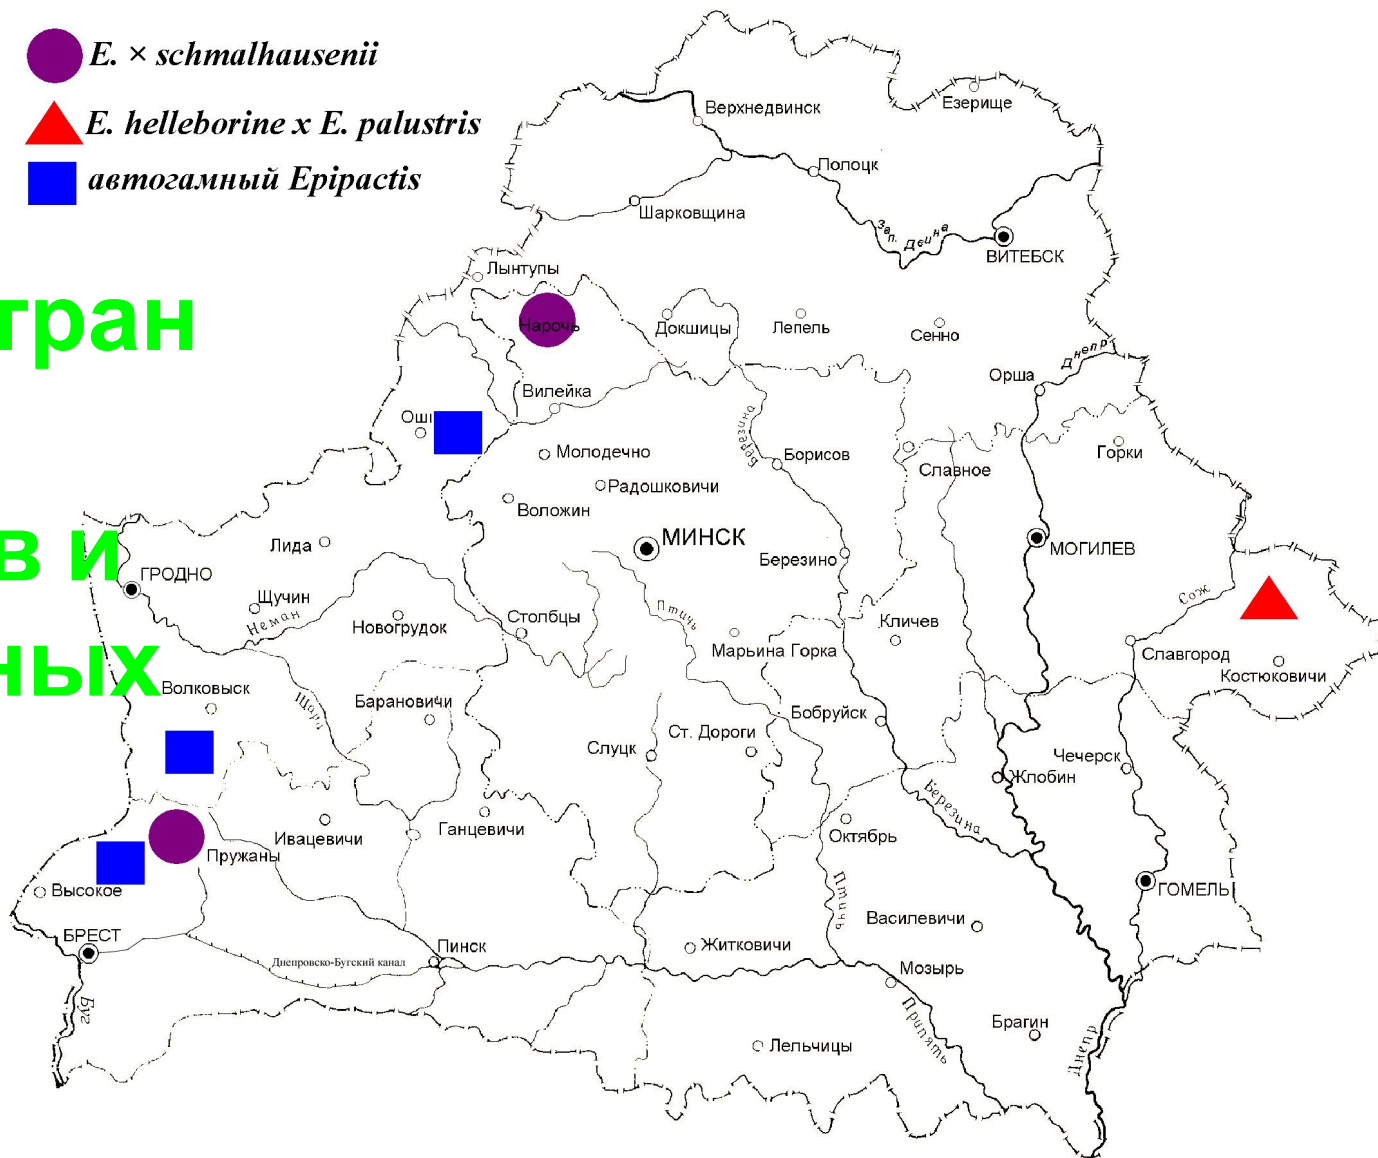 E. × schmalhausenii
E. helleborine x E. palustris
автогамный Epipactis
Верхнедвинск
Езерище
Полоцк
Шарковщина
Зап. Двина
ВИТЕБСК
Лынтупы
тран
Нарочь
Докшицы
Лепель
Сенно
Днепр
Орша
Вилейка
Ош
Березина
Молодечно
Борисов
Славное
Горки
Радошковичи
Воложин
МИНСК
Лида
Березино
МОГИЛЕВ
в и
ГРОДНО
Щучин
Неман
Новогрудок
Столбцы
Птичь
Марьина Горка
Кличев
Сож
Славгород
Костюковичи
ных
Волковыск
Щара
Барановичи
Слуцк
Ст. Дороги
Бобруйск
Чечерск
Жлобин
Березина
Пружаны
Ивацевичи
Ганцевичи
Октябрь
Высокое
Птичь
ГОМЕЛЬ
Василевичи
БРЕСТ
Днепровско-Бугский канал
Пинск
Житковичи
Мозырь
Буг
Припять
Брагин
Днепр
Лельчицы